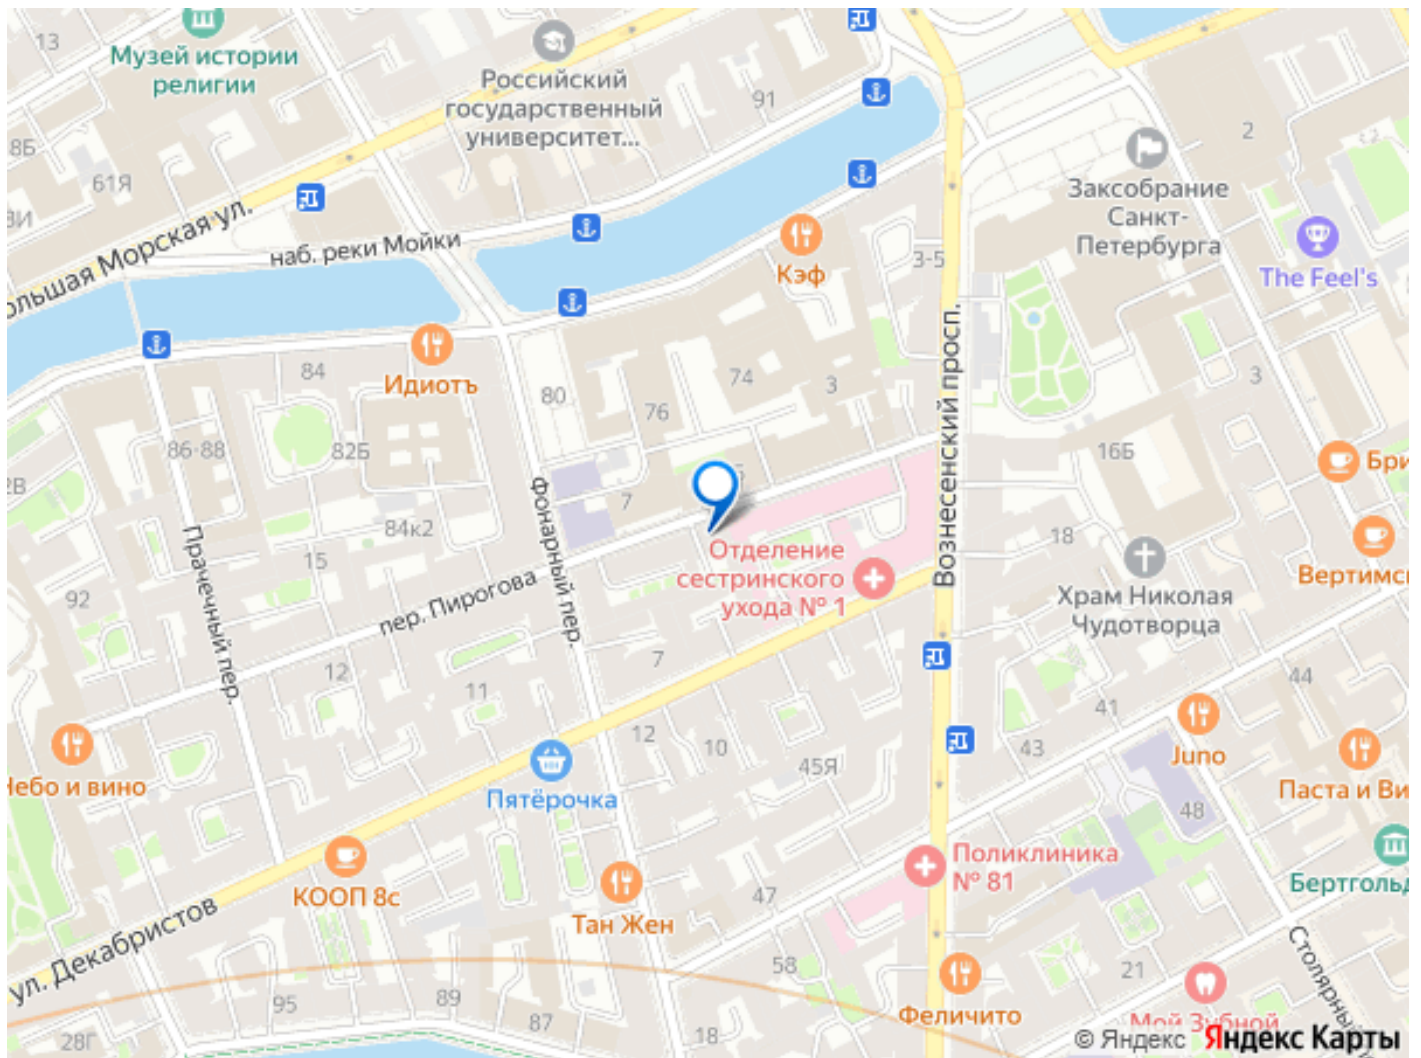 13
Музей истории
религии
Российский
государственный
университет...
91
2
с. 2
8Б
61Я
Заксобрание
Санкт-
Петербурга
наб. реки Мойки
3-5
Кэф
The Feel's
84
Идиотъ
80
74
3
3
76
Вознесенский просп.
86-88
82Б
16Б
Бри
2В
7
84к2
Фонарный пер.
Прачечный пер.
15
18
Отделение
сестринского
ухода № 1
Вертимс
92
пер. Пирогова
Храм Николая
Чудотворца
12
7
11
44
41
12
10
43
Juno
Небо и вино
45Я
Пятёрочка
Паста и Ви
48
Поликлиника
№ 81
КООП 8с
Бертгольд
47
Тан Жен
ул. Декабристов
58
21
Столярный
95
89
87
Феличито
Мой Зубной
28Г
18
© Яндекс Яндекс Карты